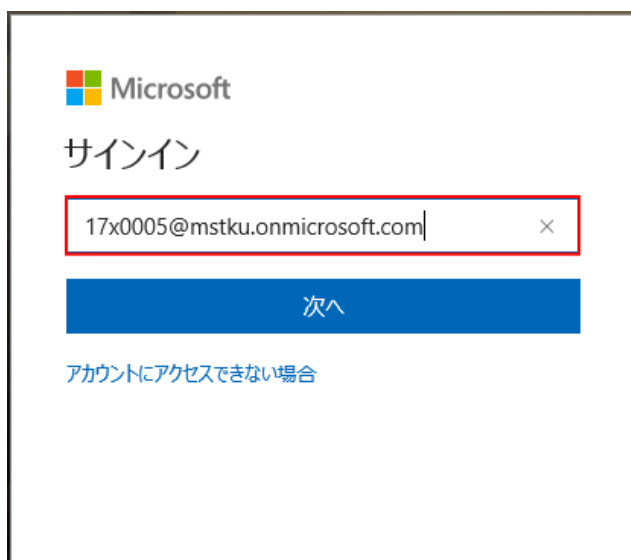 Microsoft
サインイン
17x0005@mstku.onmicrosoft.com
次へ
アカウントにアクセスできない場合